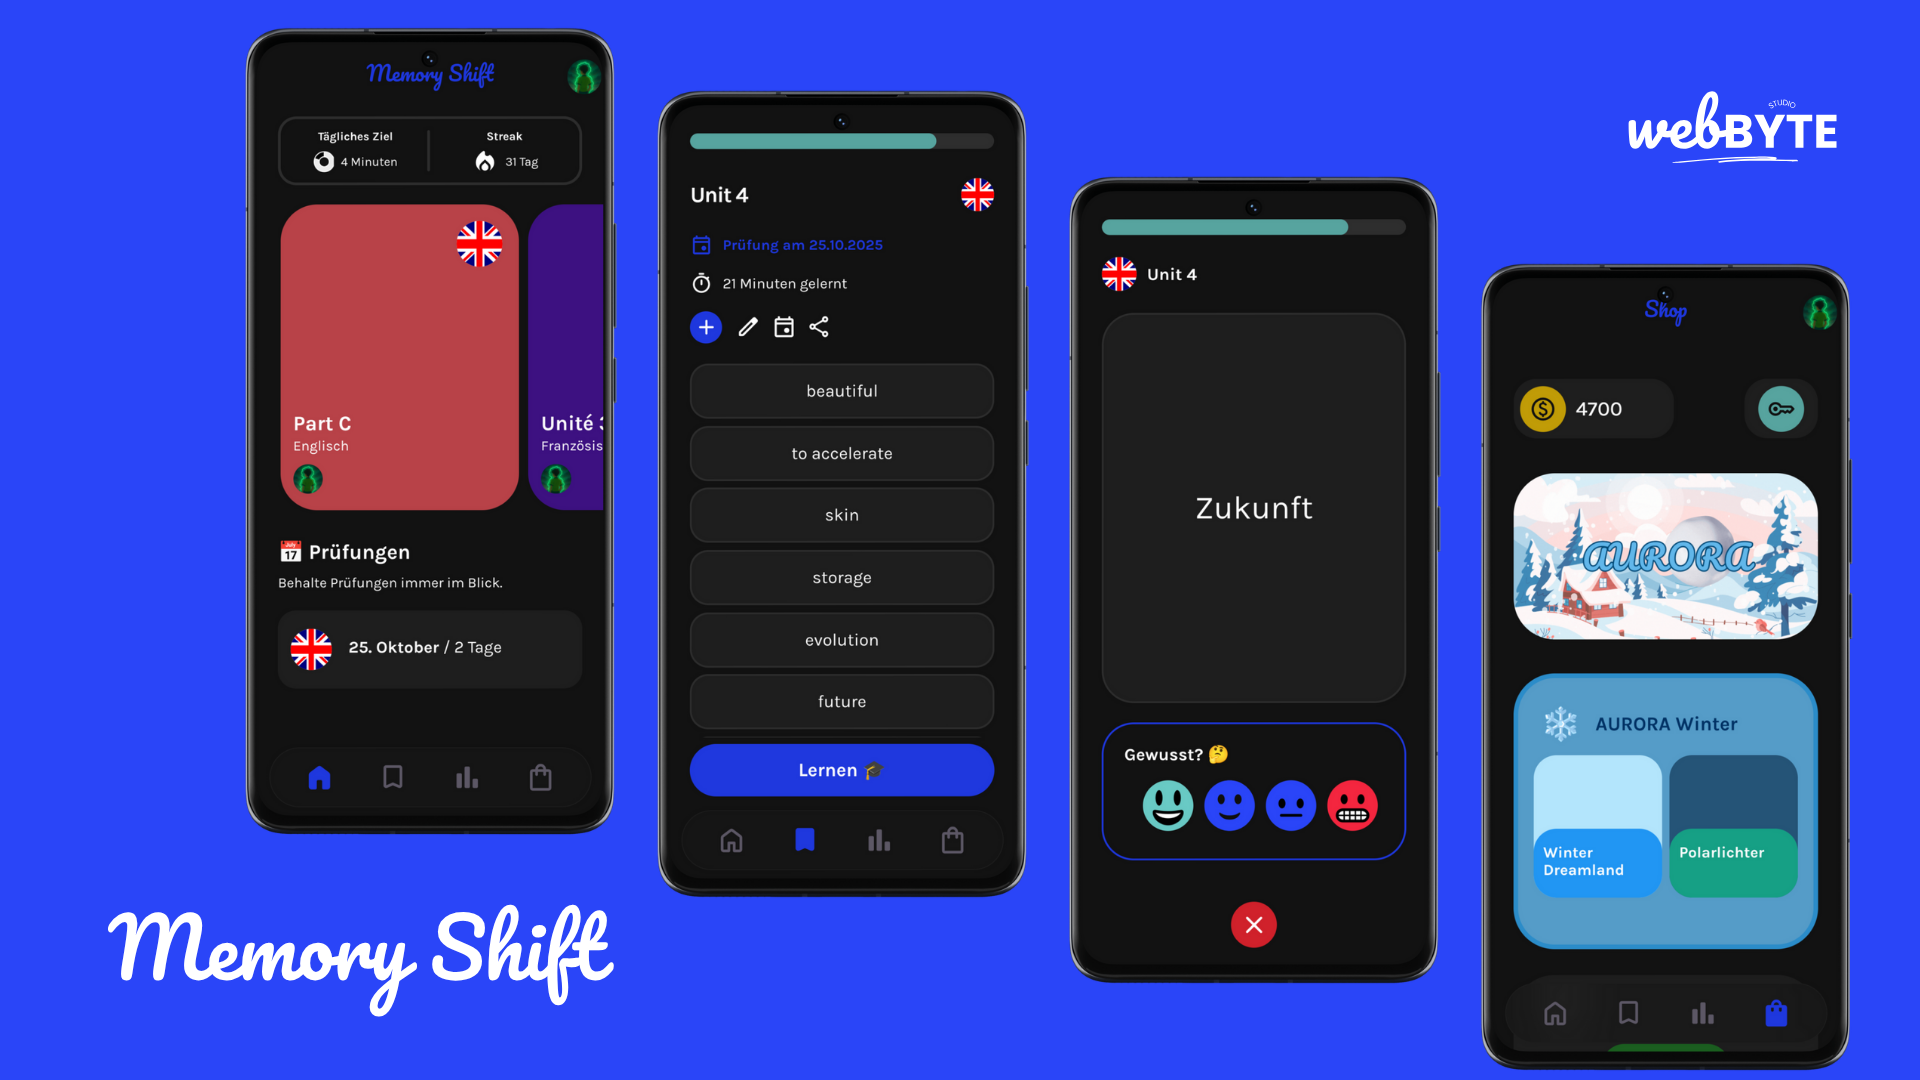 Memory Shift
Tägliches Ziel
4 Minuten
Streak
31 Tag
Part C
Englisch
Unité 3
Französis
July
17
Prüfungen
Behalte Prüfungen immer im Blick.
25. Oktober / 2 Tage
Unit 4
Prüfung am 25.10.2025
21 Minuten gelernt
beautiful
to accelerate
skin
storage
evolution
future
Lernen
Unit 4
Zukunft
Gewusst?
Shop
4700
AURORA
AURORA Winter
Winter
Dreamland
Polarlichter
webBYTE
STUDIO
Memory Shift